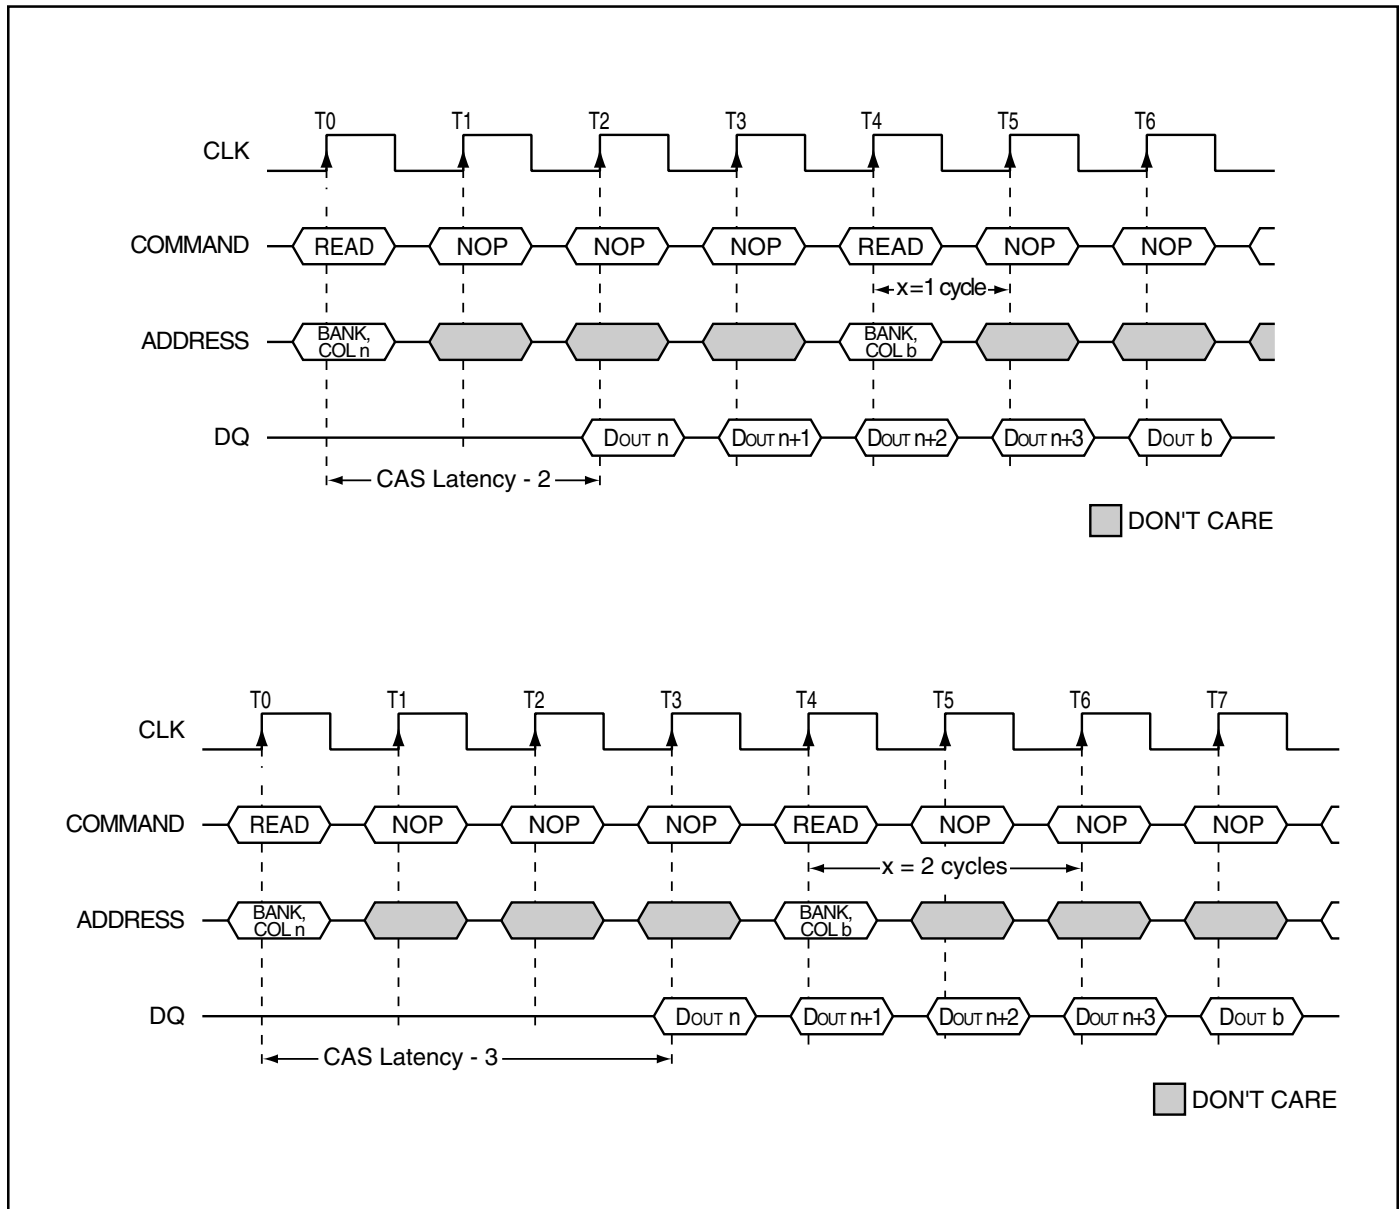 T0 T1 T2 T3 T4 T5 T6
CLK
COMMAND READ NOP NOP NOP READ NOP NOP
x=1 cycle
ADDRESS BANK, COL n BANK, COL b
DQ DOUT n DOUT n+1 DOUT n+2 DOUT n+3 DOUT b
CAS Latency - 2
DON'T CARE
T0 T1 T2 T3 T4 T5 T6 T7
CLK
COMMAND READ NOP NOP NOP READ NOP NOP NOP
x = 2 cycles
ADDRESS BANK, COL n BANK, COL b
DQ DOUT n DOUT n+1 DOUT n+2 DOUT n+3 DOUT b
CAS Latency - 3
DON'T CARE